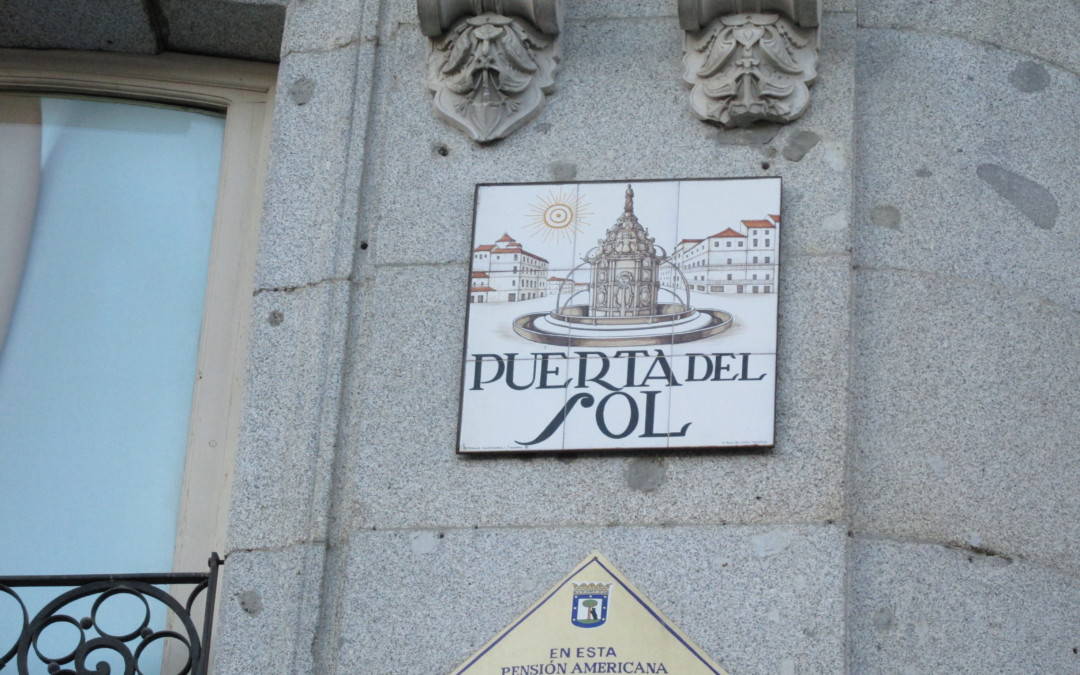 PUERTA DEL
SOL
EN ESTA
PENSIÓN AMERICANA